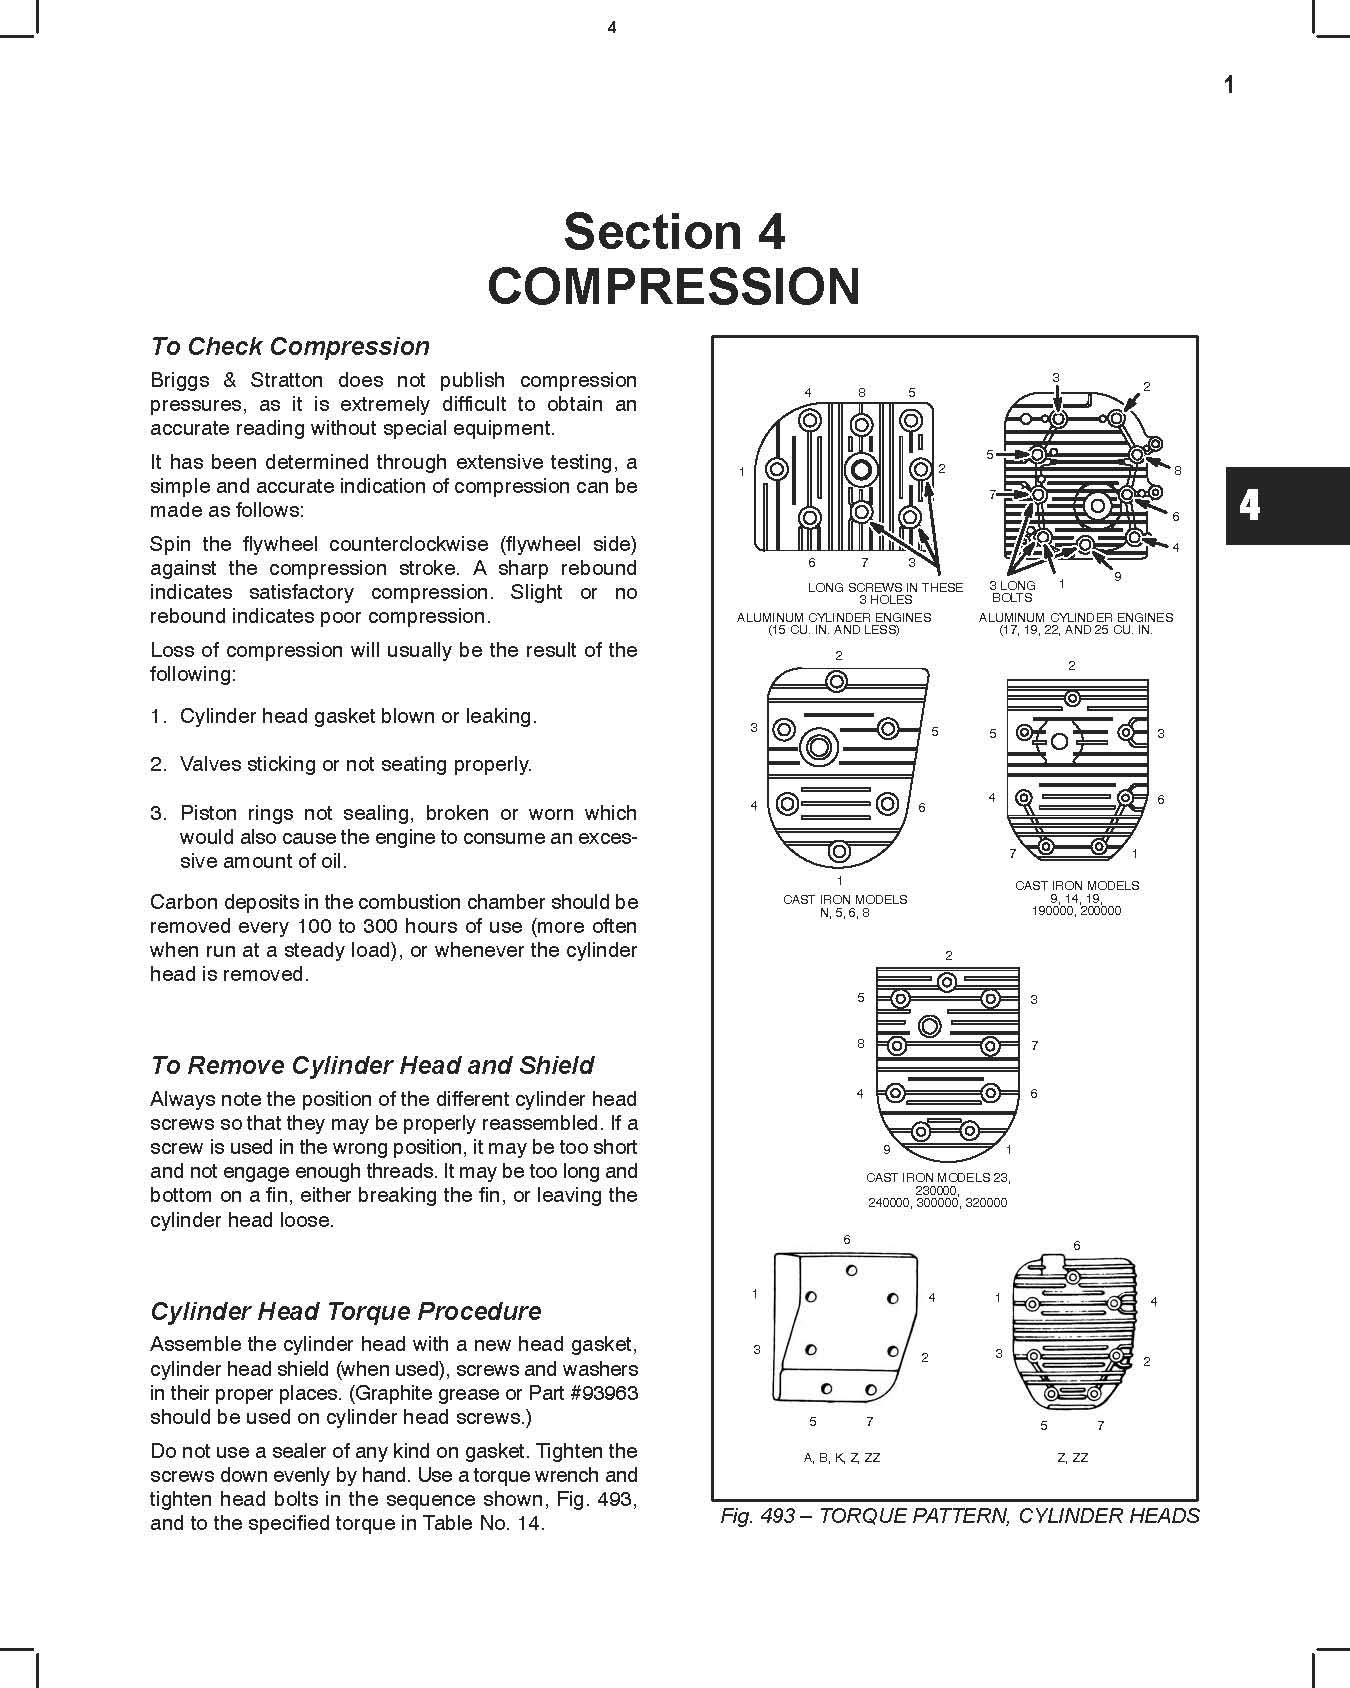 4
1
Section 4
COMPRESSION
To Check Compression
Briggs & Stratton does not publish compression
pressures, as it is extremely difficult to obtain an
accurate reading without special equipment.
It has been determined through extensive testing, a
simple and accurate indication of compression can be
made as follows:
Spin the flywheel counterclockwise (flywheel side)
against the compression stroke. A sharp rebound
indicates satisfactory compression. Slight or no
rebound indicates poor compression.
Loss of compression will usually be the result of the
following:
1. Cylinder head gasket blown or leaking.
2. Valves sticking or not seating properly.
3. Piston rings not sealing, broken or worn which
would also cause the engine to consume an exces-
sive amount of oil.
Carbon deposits in the combustion chamber should be
removed every 100 to 300 hours of use (more often
when run at a steady load), or whenever the cylinder
head is removed.
To Remove Cylinder Head and Shield
Always note the position of the different cylinder head
screws so that they may be properly reassembled. If a
screw is used in the wrong position, it may be too short
and not engage enough threads. It may be too long and
bottom on a fin, either breaking the fin, or leaving the
cylinder head loose.
Cylinder Head Torque Procedure
Assemble the cylinder head with a new head gasket,
cylinder head shield (when used), screws and washers
in their proper places. (Graphite grease or Part #93963
should be used on cylinder head screws.)
Do not use a sealer of any kind on gasket. Tighten the
screws down evenly by hand. Use a torque wrench and
tighten head bolts in the sequence shown, Fig. 493,
and to the specified torque in Table No. 14.
4 8 5
1 2
6 7 3
LONG SCREWS IN THESE
3 HOLES
ALUMINUM CYLINDER ENGINES
(15 CU. IN. AND LESS)
3
2
5
8
7
6
4
3 LONG
BOLTS
1
9
ALUMINUM CYLINDER ENGINES
(17, 19, 22, AND 25 CU. IN.
2
3 5
4 6
1
CAST IRON MODELS
N, 5, 6, 8
2
5 3
4 6
7 1
CAST IRON MODELS
9, 14, 19,
190000, 200000
2
5 3
8 7
4 6
9 1
CAST IRON MODELS 23,
230000,
240000, 300000, 320000
6
1 4
3 2
5 7
A, B, K, Z, ZZ
6
1 4
3 2
5 7
Z, ZZ
Fig. 493 – TORQUE PATTERN, CYLINDER HEADS
4